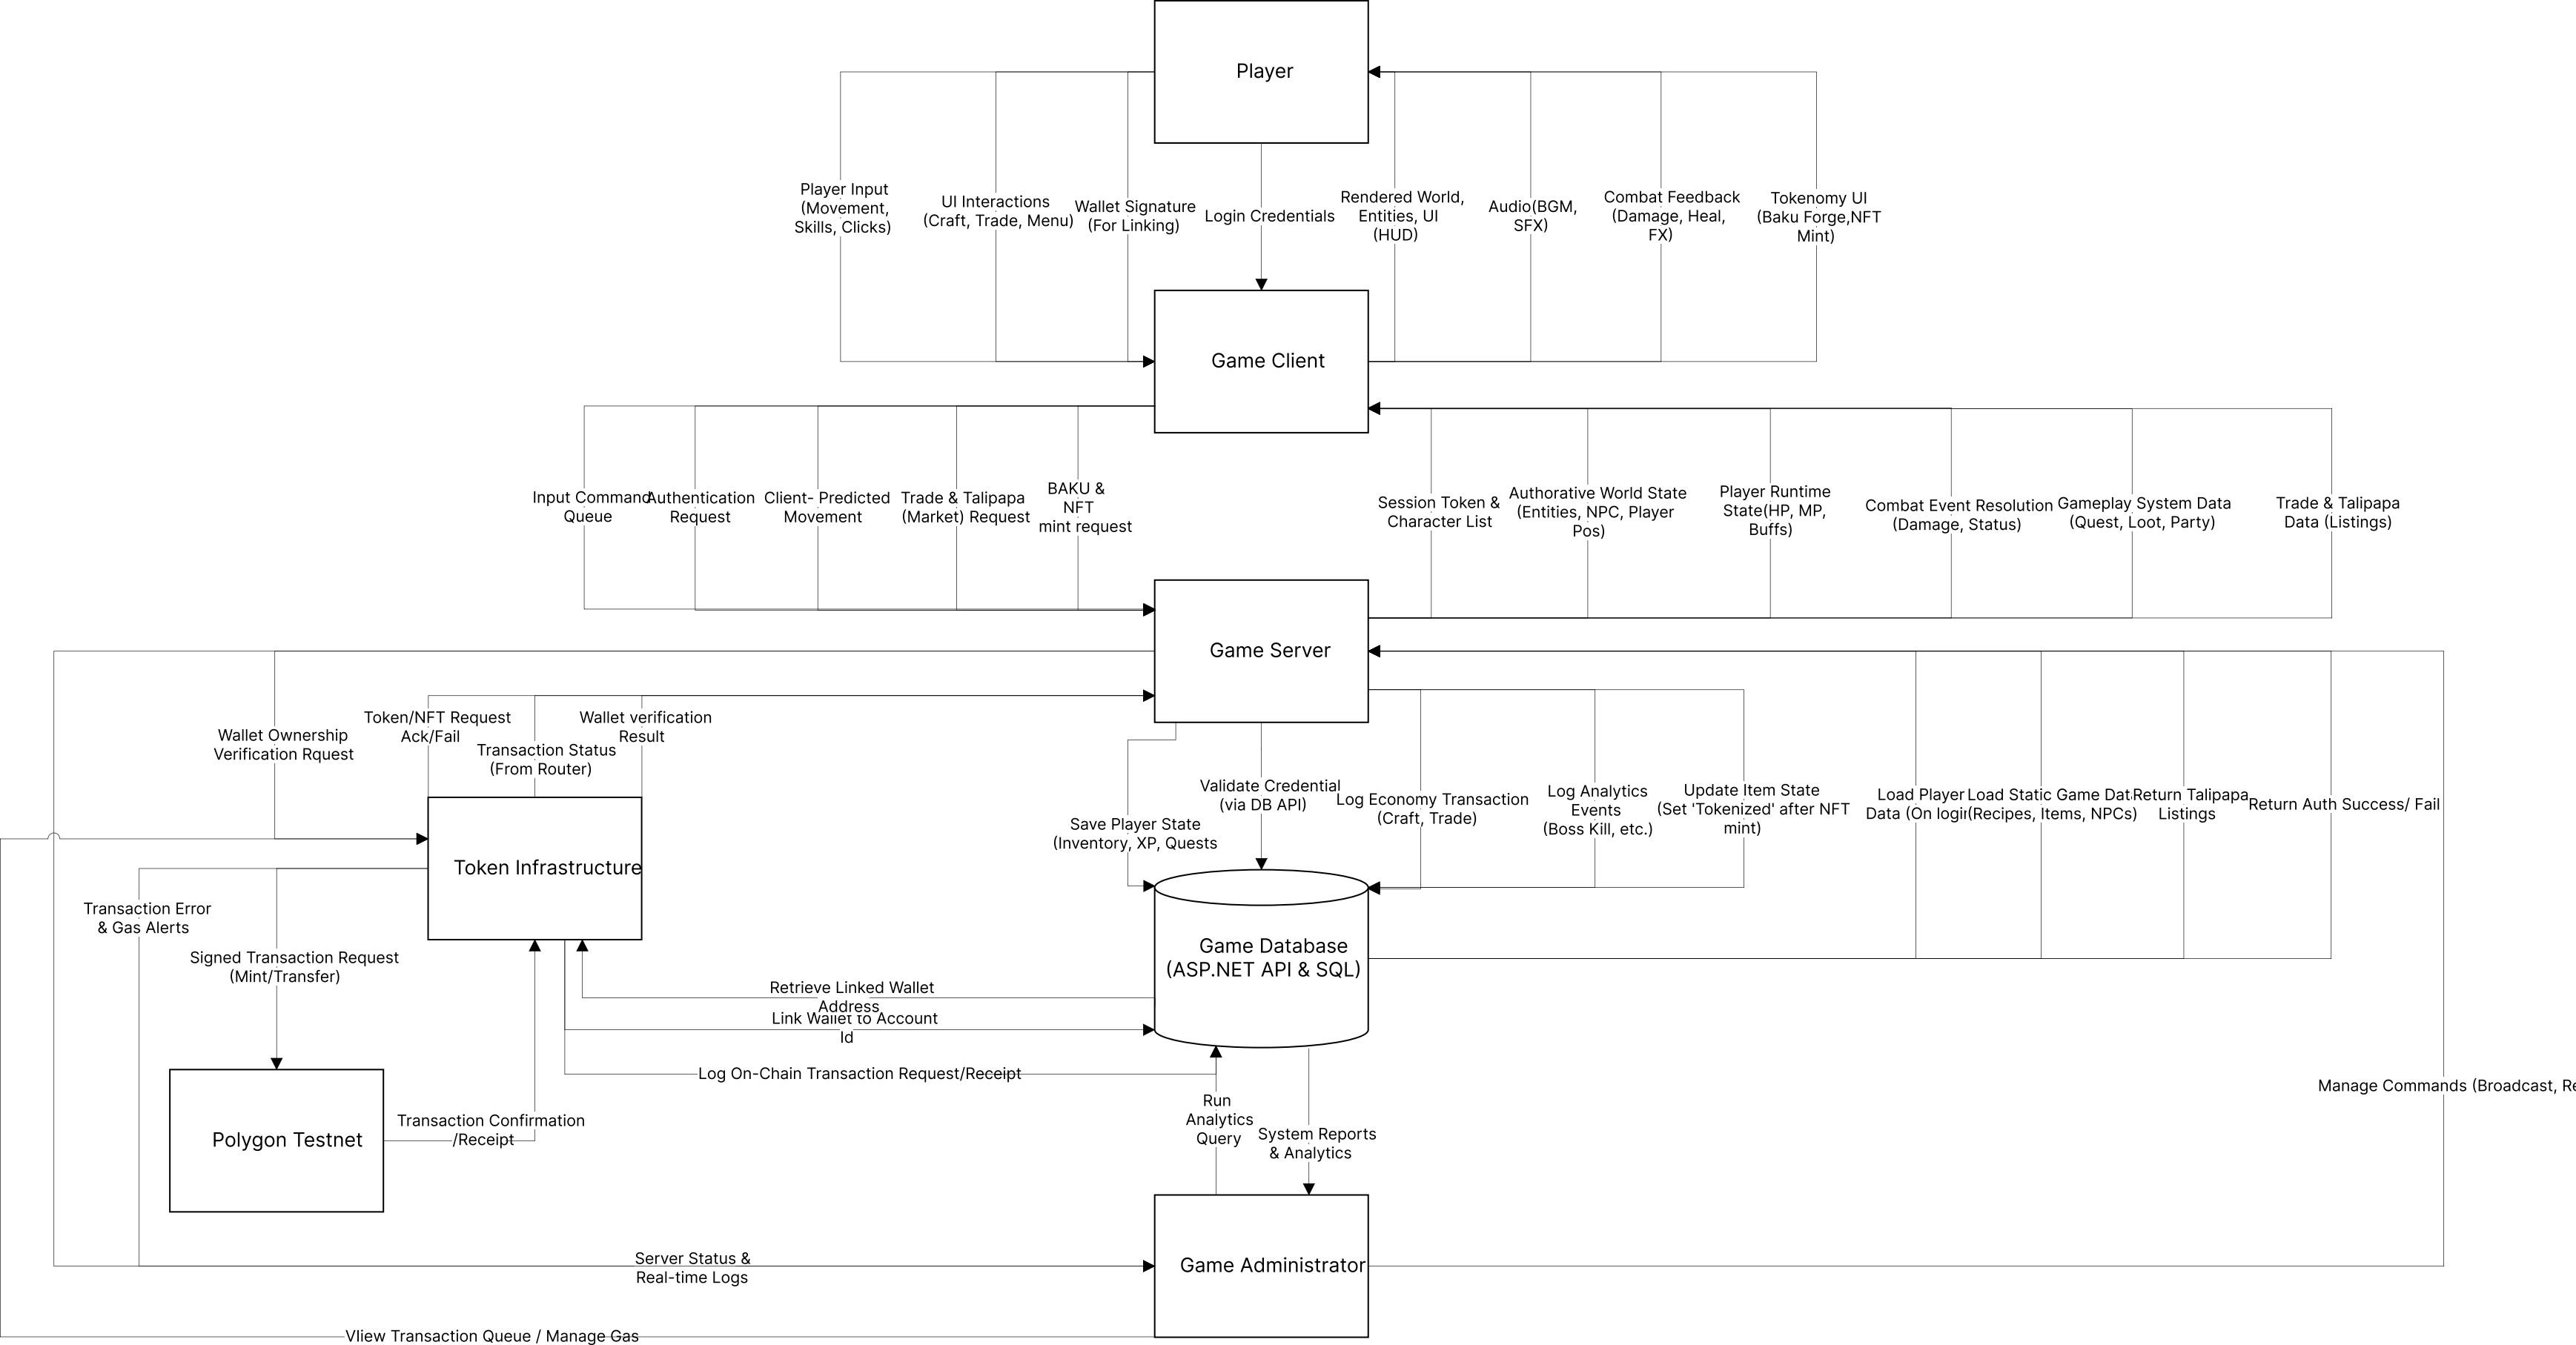 Player
Player Input
(Movement,
Skills, Clicks)
UI Interactions
(Craft, Trade, Menu)
Wallet Signature
(For Linking)
Login Credentials
Rendered World,
Entities, UI
(HUD)
Audio(BGM,
SFX)
Combat Feedback
(Damage, Heal,
FX)
Tokenomy UI
(Baku Forge,NFT
Mint)
Game Client
Input Command
Queue
Authentication
Request
Client- Predicted
Movement
Trade & Talipapa
(Market) Request
BAKU &
NFT
mint request
Session Token &
Character List
Authorative World State
(Entities, NPC, Player
Pos)
Player Runtime
State(HP, MP,
Buffs)
Combat Event Resolution
(Damage, Status)
Gameplay System Data
(Quest, Loot, Party)
Trade & Talipapa
Data (Listings)
Game Server
Wallet Ownership
Verification Rquest
Token/NFT Request
Ack/Fail
Transaction Status
(From Router)
Wallet verification
Result
Save Player State
(Inventory, XP, Quests
Validate Credential
(via DB API)
Log Economy Transaction
(Craft, Trade)
Log Analytics
Events
(Boss Kill, etc.)
Update Item State
(Set 'Tokenized' after NFT
mint)
Load Player
Data (On login
Load Static Game Dat
(Recipes, Items, NPCs)
Return Talipapa
Listings
Return Auth Success/ Fail
Token Infrastructure
Transaction Error
& Gas Alerts
Signed Transaction Request
(Mint/Transfer)
Game Database
(ASP.NET API & SQL)
Retrieve Linked Wallet
Address
Link Wallet to Account
Id
Log On-Chain Transaction Request/Receipt
Manage Commands (Broadcast, Re
Polygon Testnet
Transaction Confirmation
/Receipt
Run
Analytics
Query
System Reports
& Analytics
Server Status &
Real-time Logs
Game Administrator
VIiew Transaction Queue / Manage Gas